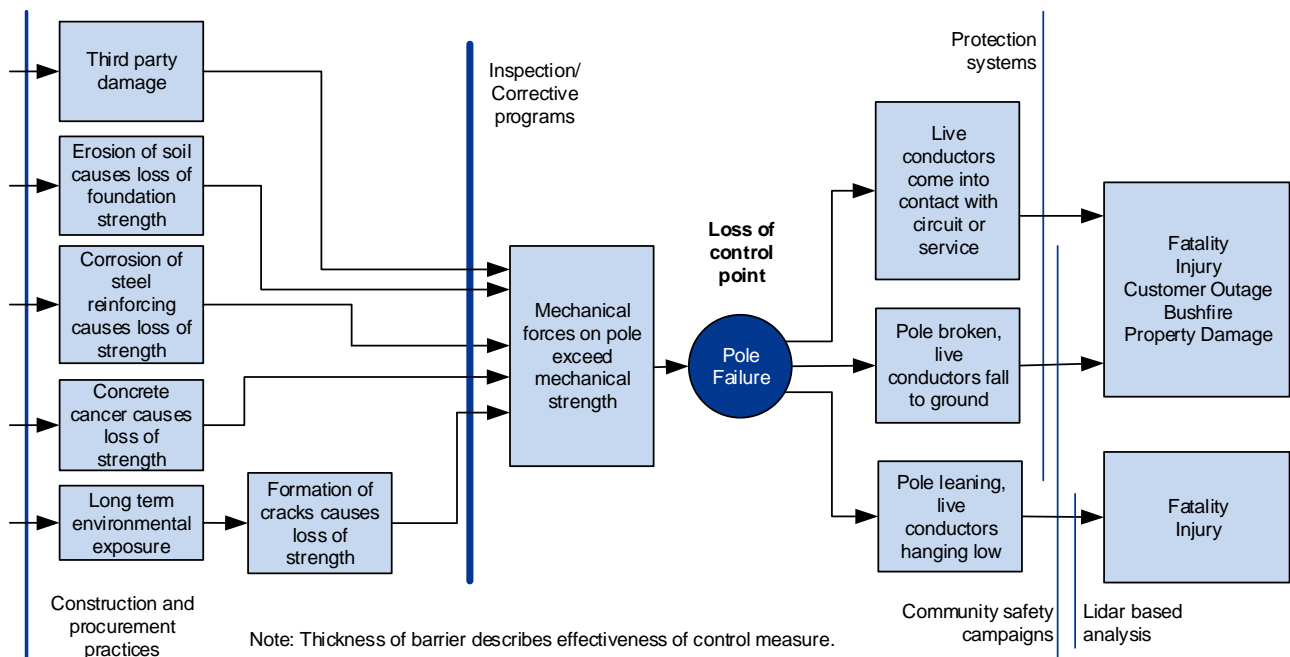 Third party
damage
Erosion of soil
causes loss of
foundation
strength
Corrosion of
steel
reinforcing
causes loss of
strength
Concrete
cancer causes
loss of
strength
Long term
environmental
exposure
Formation of
cracks causes
loss of
strength
Construction and
procurement
practices
Inspection/
Corrective
programs
Mechanical
forces on pole
exceed
mechanical
strength
Loss of
control
point
Pole
Failure
Protection
systems
Live
conductors
come into
contact with
circuit or
service
Pole broken,
live
conductors fall
to ground
Pole leaning,
live
conductors
hanging low
Fatality
Injury
Customer Outage
Bushfire
Property Damage
Fatality
Injury
Community safety
campaigns
Lidar based
analysis
Note: Thickness of barrier describes effectiveness of control measure.